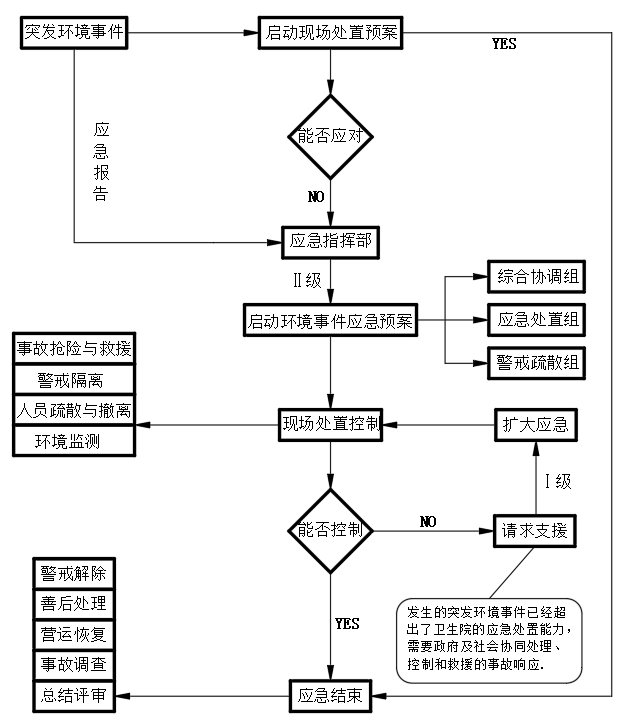 突发环境事件
启动现场处置预案
YES
能否应对
应
急
报
告
NO
应急指挥部
Ⅱ级
综合协调组
启动环境事件应急预案
应急处置组
警戒疏散组
事故抢险与救援
警戒隔离
人员疏散与撤离
环境监测
现场处置控制
扩大应急
Ⅰ级
能否控制
NO
请求支援
警戒解除
善后处理
营运恢复
事故调查
总结评审
YES
发生的突发环境事件已经超
出了卫生院的应急处置能力，
需要政府及社会协同处理、
控制和救援的事故响应.
应急结束